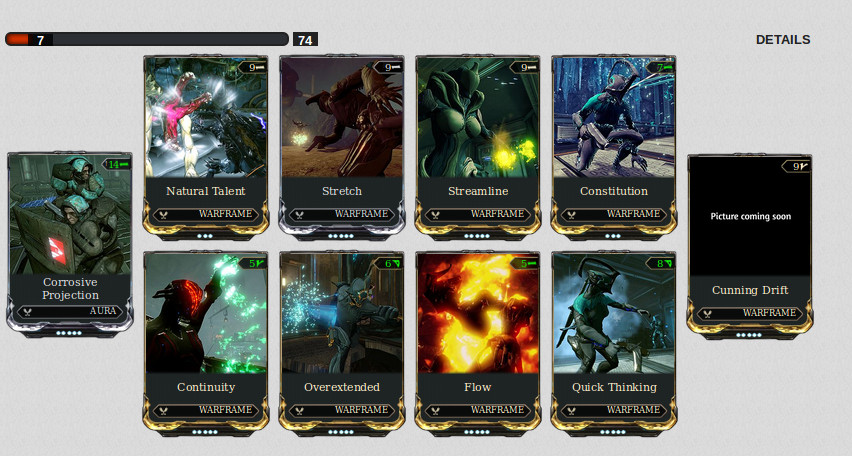 7
74
DETAILS
9
Natural Talent
WARFRAME
9
Stretch
WARFRAME
9
Streamline
WARFRAME
7
Constitution
WARFRAME
14
Corrosive
Projection
AURA
9
Picture coming soon
Cunning Drift
WARFRAME
5
Continuity
WARFRAME
6
Overextended
WARFRAME
5
Flow
WARFRAME
8
Quick Thinking
WARFRAME